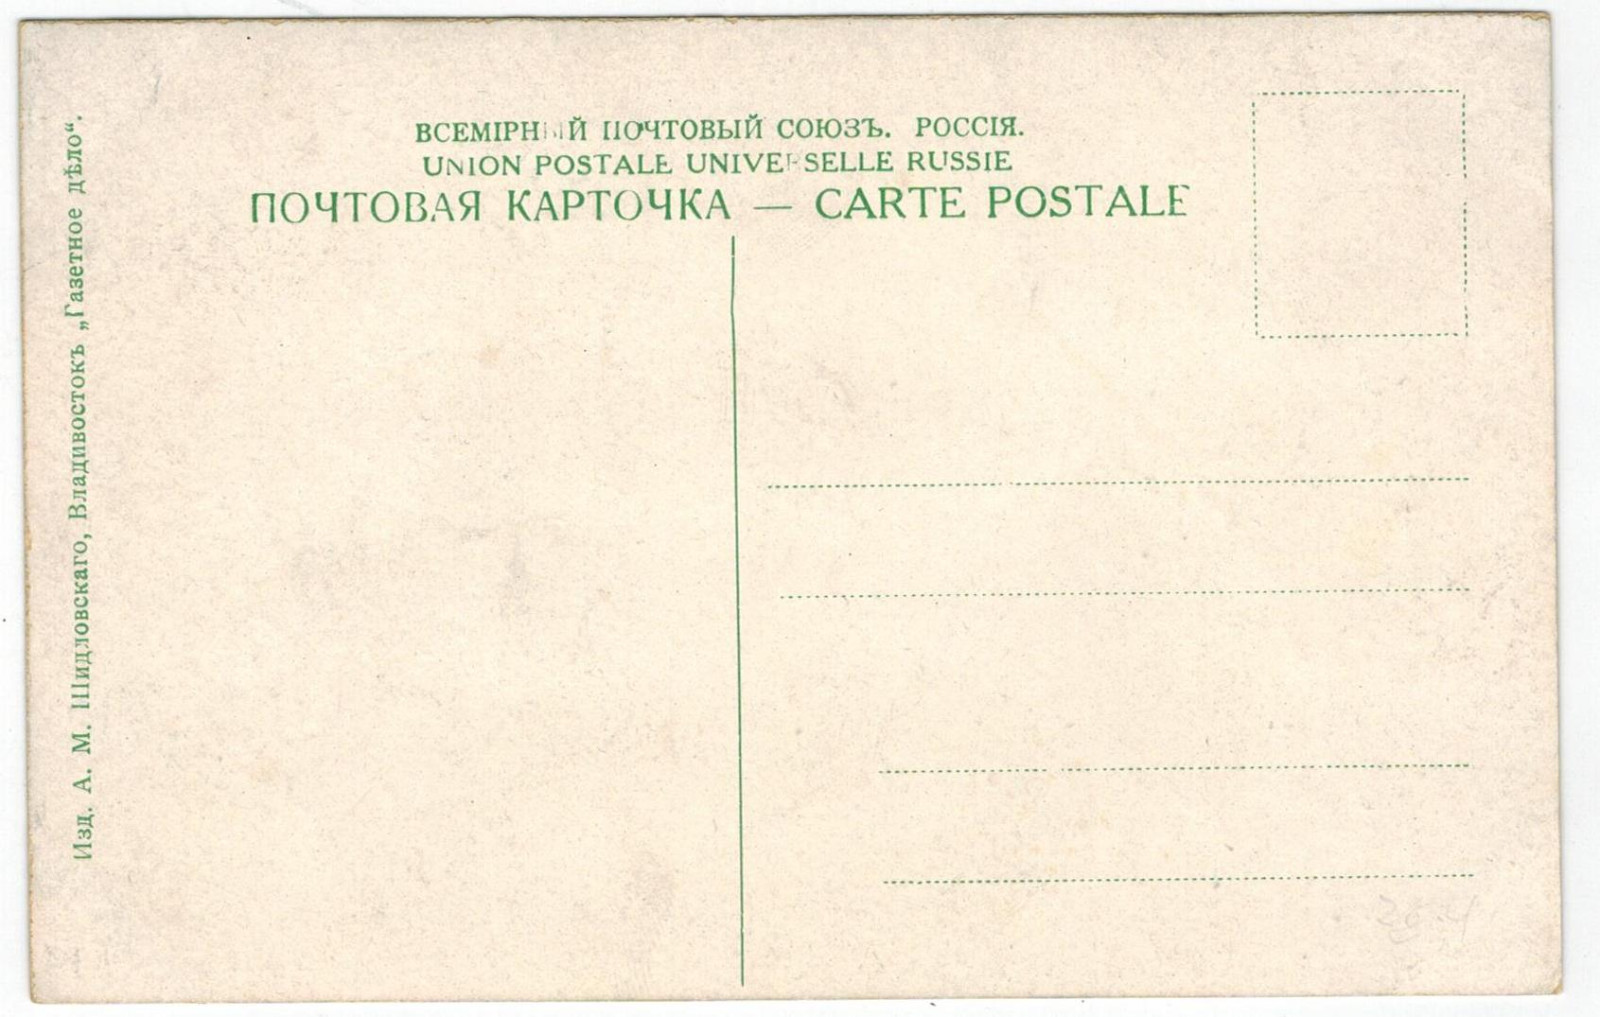 ВСЕМІРНЫЙ ПОЧТОВЫЙ СОЮЗЪ. РОССІЯ.
UNION POSTALE UNIVERSELLE RUSSIE
ПОЧТОВАЯ КАРТОЧКА — CARTE POSTALE
Изд. А. М. Шидловскаго, Владивостокъ „Газетное дѣло“.